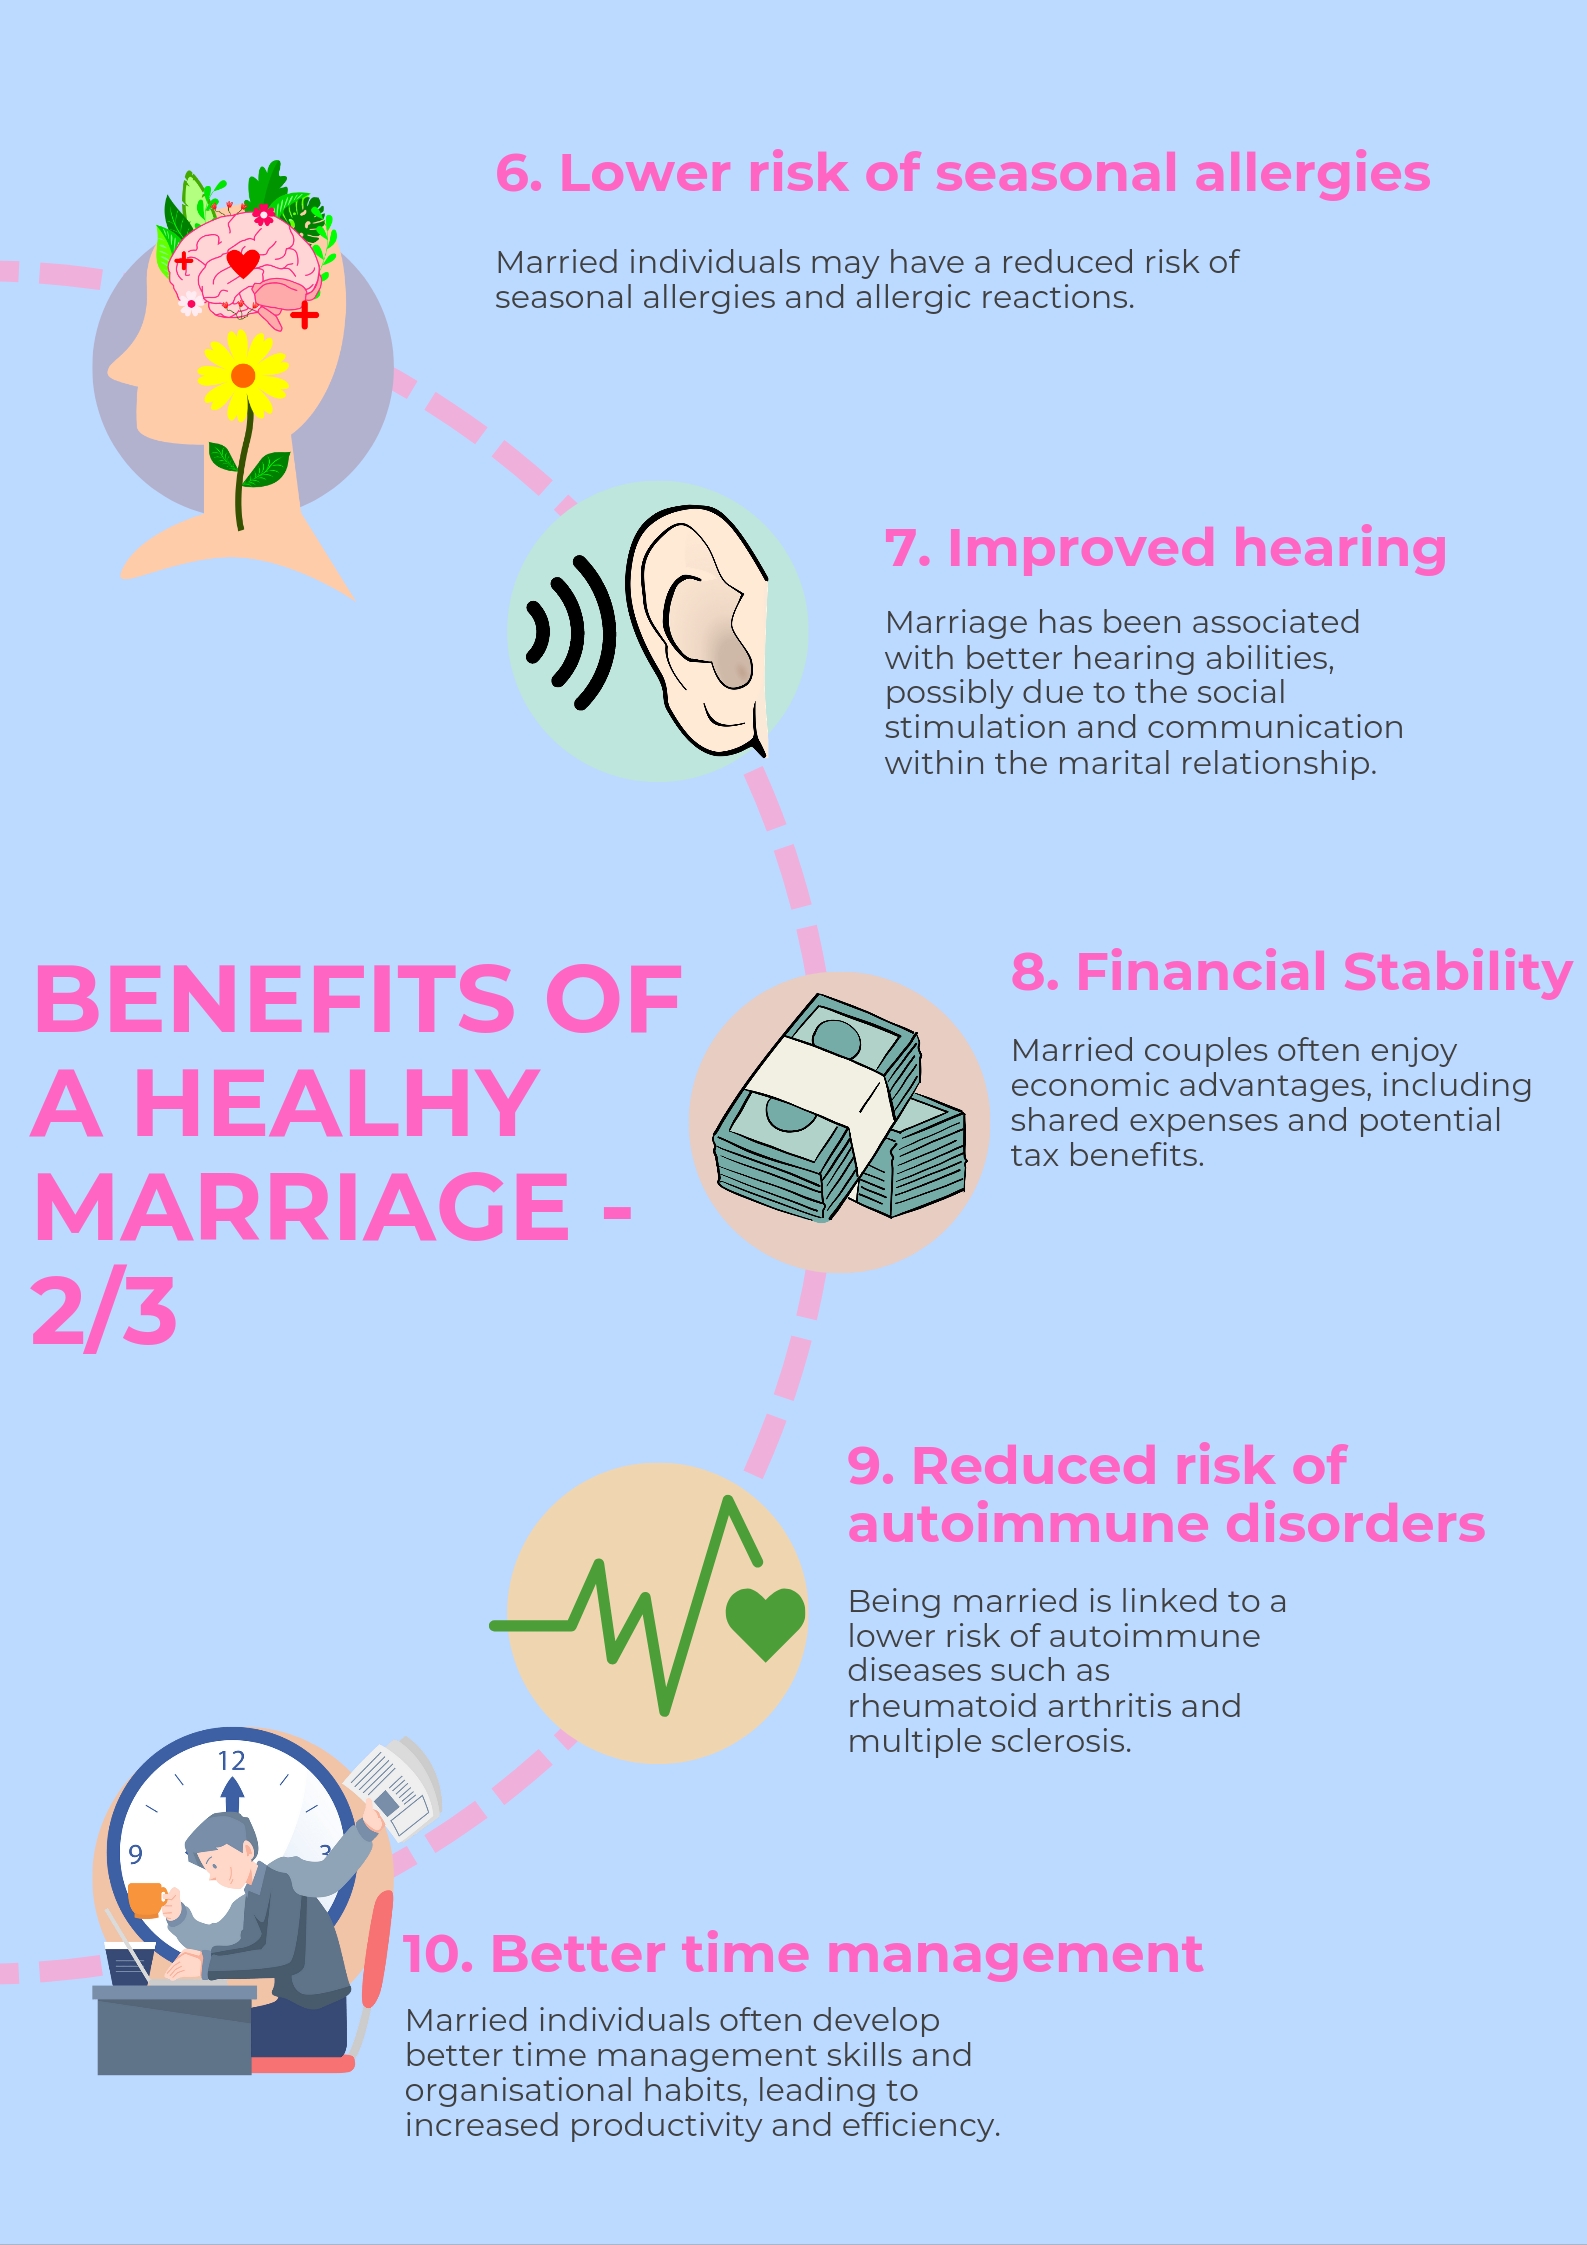 6. Lower risk of seasonal allergies
Married individuals may have a reduced risk of
seasonal allergies and allergic reactions.
7. Improved hearing
Marriage has been associated
with better hearing abilities,
possibly due to the social
stimulation and communication
within the marital relationship.
BENEFITS OF
A HEALHY
MARRIAGE -
2/3
8. Financial Stability
Married couples often enjoy
economic advantages, including
shared expenses and potential
tax benefits.
9. Reduced risk of
autoimmune disorders
Being married is linked to a
lower risk of autoimmune
diseases such as
rheumatoid arthritis and
multiple sclerosis.
12
9
3
10. Better time management
Married individuals often develop
better time management skills and
organisational habits, leading to
increased productivity and efficiency.